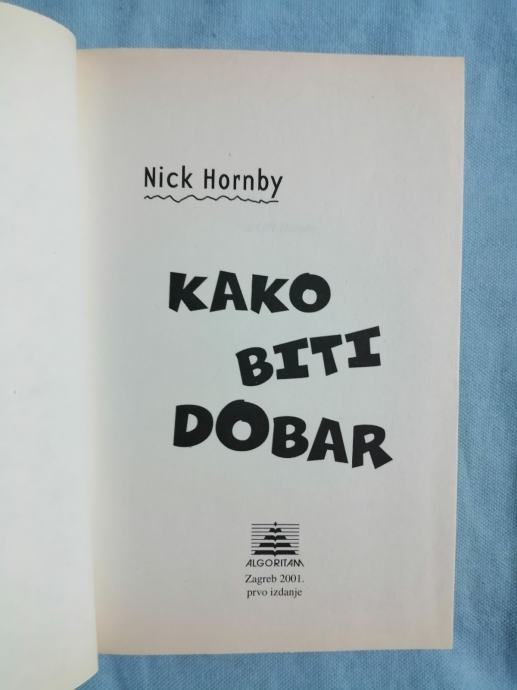 Nick Hornby
KAKO
BITI
DOBAR
ALGORITAM
Zagreb 2001.
prvo izdanje